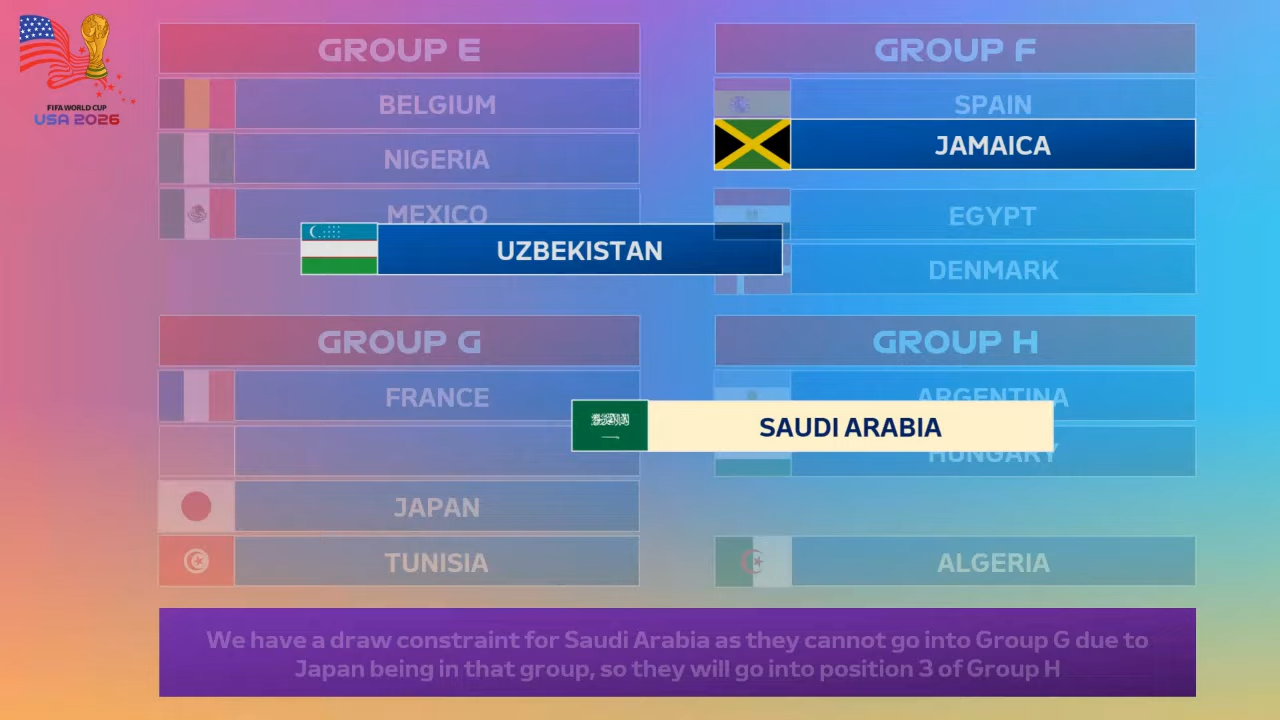 FIFA WORLD CUP
USA 2026
GROUP E
BELGIUM
NIGERIA
MEXICO
UZBEKISTAN
GROUP F
SPAIN
JAMAICA
EGYPT
DENMARK
GROUP G
FRANCE
JAPAN
TUNISIA
GROUP H
ARGENTINA
SAUDI ARABIA
HUNGARY
ALGERIA
We have a draw constraint for Saudi Arabia as they cannot go into Group G due to
Japan being in that group, so they will go into position 3 of Group H